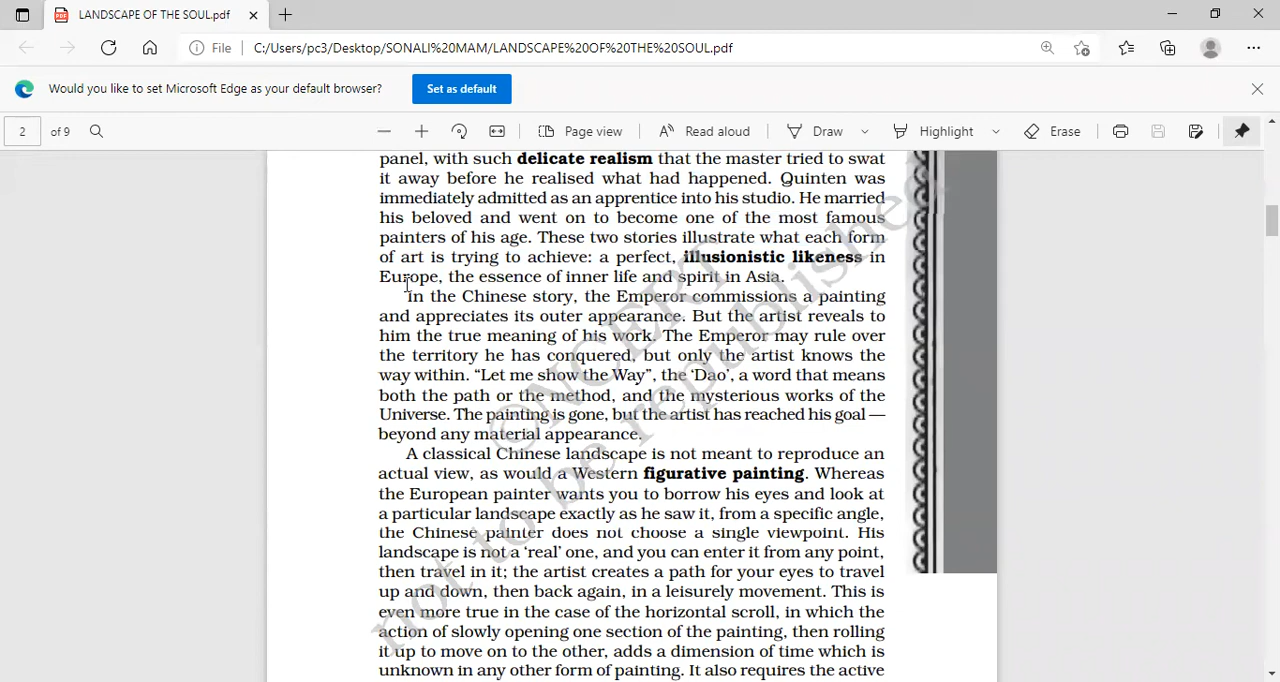 LANDSCAPE OF THE SOUL.pdf
File C:/Users/pc3/Desktop/SONALI%20MAM/LANDSCAPE%20OF%20THE%20SOUL.pdf
Would you like to set Microsoft Edge as your default browser? Set as default
2 of 9 Page view Read aloud Draw Highlight Erase
panel, with such delicate realism that the master tried to swat
it away before he realised what had happened. Quinten was
immediately admitted as an apprentice into his studio. He married
his beloved and went on to become one of the most famous
painters of his age. These two stories illustrate what each form
of art is trying to achieve: a perfect, illusionistic likeness in
Europe, the essence of inner life and spirit in Asia.
In the Chinese story, the Emperor commissions a painting
and appreciates its outer appearance. But the artist reveals to
him the true meaning of his work. The Emperor may rule over
the territory he has conquered, but only the artist knows the
way within. “Let me show the Way”, the ‘Dao’, a word that means
both the path or the method, and the mysterious works of the
Universe. The painting is gone, but the artist has reached his goal —
beyond any material appearance.
A classical Chinese landscape is not meant to reproduce an
actual view, as would a Western figurative painting. Whereas
the European painter wants you to borrow his eyes and look at
a particular landscape exactly as he saw it, from a specific angle,
the Chinese painter does not choose a single viewpoint. His
landscape is not a ‘real’ one, and you can enter it from any point,
then travel in it; the artist creates a path for your eyes to travel
up and down, then back again, in a leisurely movement. This is
even more true in the case of the horizontal scroll, in which the
action of slowly opening one section of the painting, then rolling
it up to move on to the other, adds a dimension of time which is
unknown in any other form of painting. It also requires the active
©NCERT
not to be republished